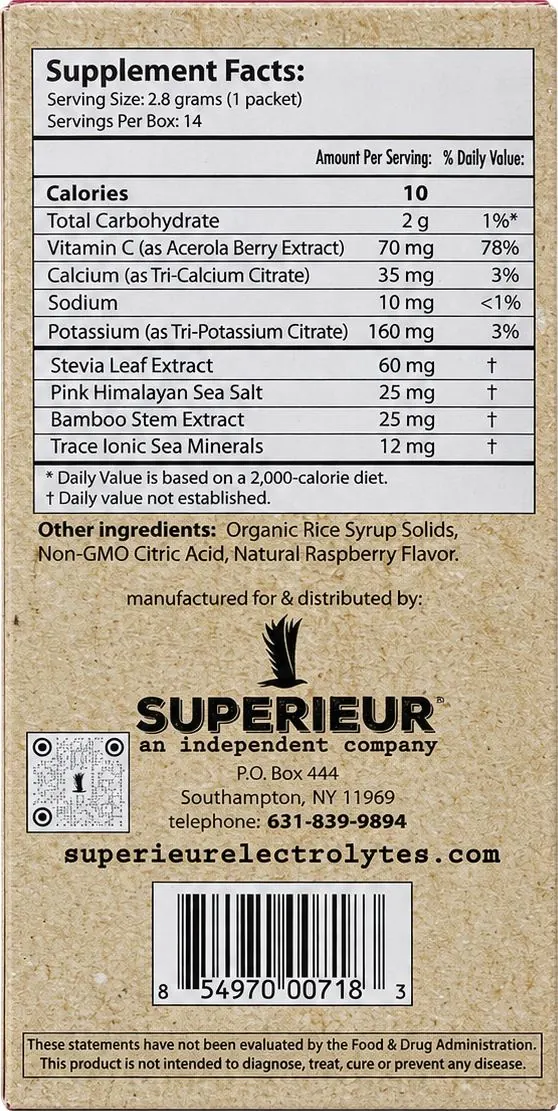 Supplement Facts:
Serving Size: 2.8 grams (1 packet)
Servings Per Box: 14
Amount Per Serving: % Daily Value:
Calories 10
Total Carbohydrate 2 g 1%*
Vitamin C (as Acerola Berry Extract) 70 mg 78%
Calcium (as Tri-Calcium Citrate) 35 mg 3%
Sodium 10 mg <1%
Potassium (as Tri-Potassium Citrate) 160 mg 3%
Stevia Leaf Extract 60 mg †
Pink Himalayan Sea Salt 25 mg †
Bamboo Stem Extract 25 mg †
Trace Ionic Sea Minerals 12 mg †
* Daily Value is based on a 2,000-calorie diet.
† Daily value not established.
Other ingredients: Organic Rice Syrup Solids,
Non-GMO Citric Acid, Natural Raspberry Flavor.
manufactured for & distributed by:
SUPERIEUR®
an independent company
P.O. Box 444
Southampton, NY 11969
telephone: 631-839-9894
superieurelectrolytes.com
8 54970 00718 3
These statements have not been evaluated by the Food & Drug Administration.
This product is not intended to diagnose, treat, cure or prevent any disease.